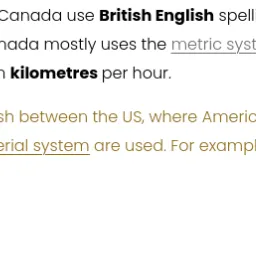 Canada use British English spell
nada mostly uses the metric syst
kilometres per hour.
sh between the US, where Americ
erial system are used. For exampl